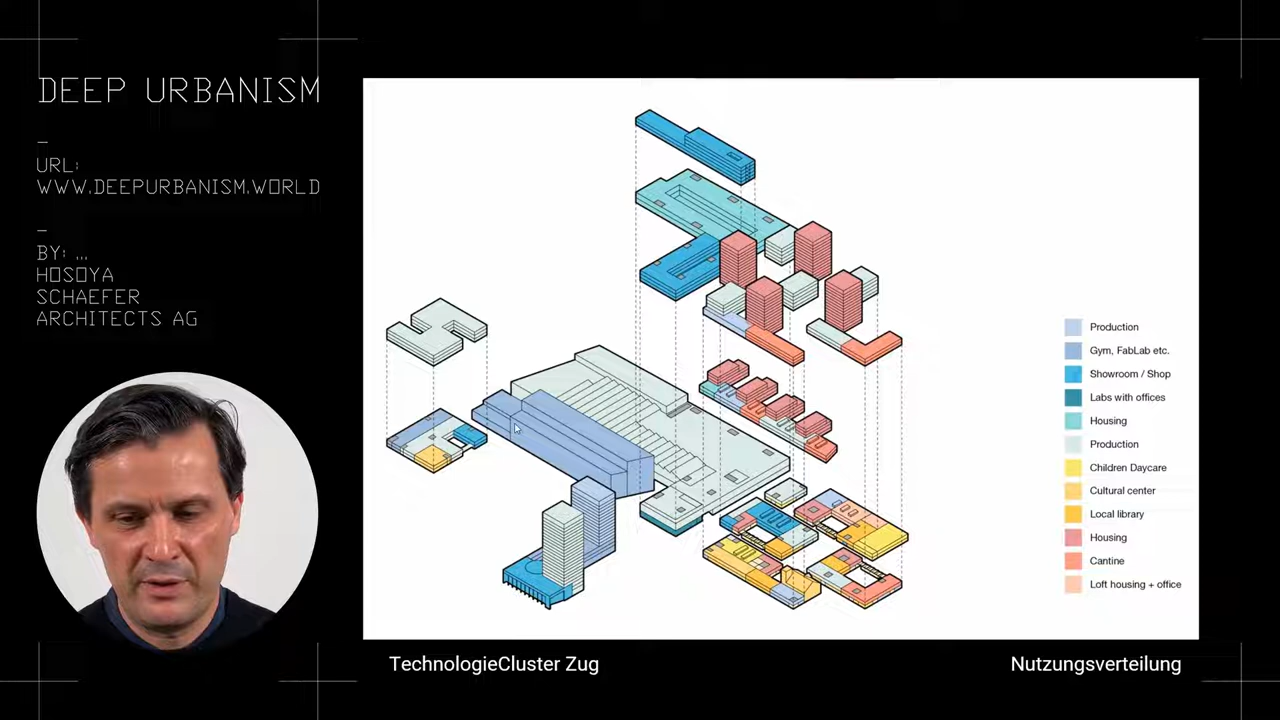 DEEP URBANISM
–
URL:
WWW.DEEPURBANISM.WORLD
–
BY: ...
HOSOYA
SCHAEFER
ARCHITECTS AG
Production
Gym, FabLab etc.
Showroom / Shop
Labs with offices
Housing
Production
Children Daycare
Cultural center
Local library
Housing
Cantine
Loft housing + office
TechnologieCluster Zug
Nutzungsverteilung